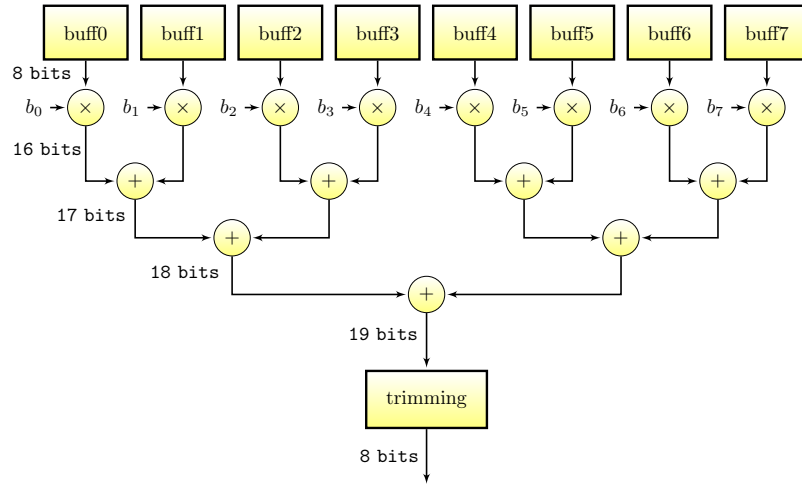 buff0 buff1 buff2 buff3 buff4 buff5 buff6 buff7
8 bits
b₀ × b₁ × b₂ × b₃ × b₄ × b₅ × b₆ × b₇ ×
16 bits
+ + + +
17 bits
+ +
18 bits
+
19 bits
trimming
8 bits